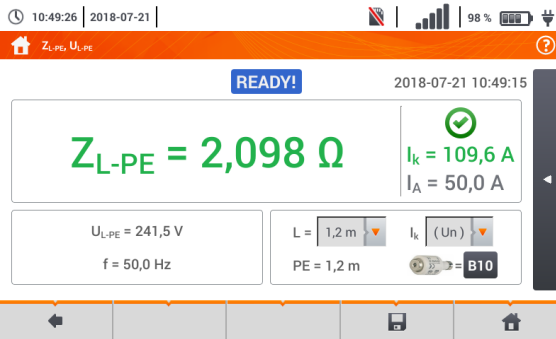 10:49:26 2018-07-21 98 %
ZL-PE, UL-PE ?
READY! 2018-07-21 10:49:15
ZL-PE = 2,098 Ω
Ik = 109,6 A
IA = 50,0 A
UL-PE = 241,5 V
f = 50,0 Hz
L = 1,2 m Ik (Un)
PE = 1,2 m = B10